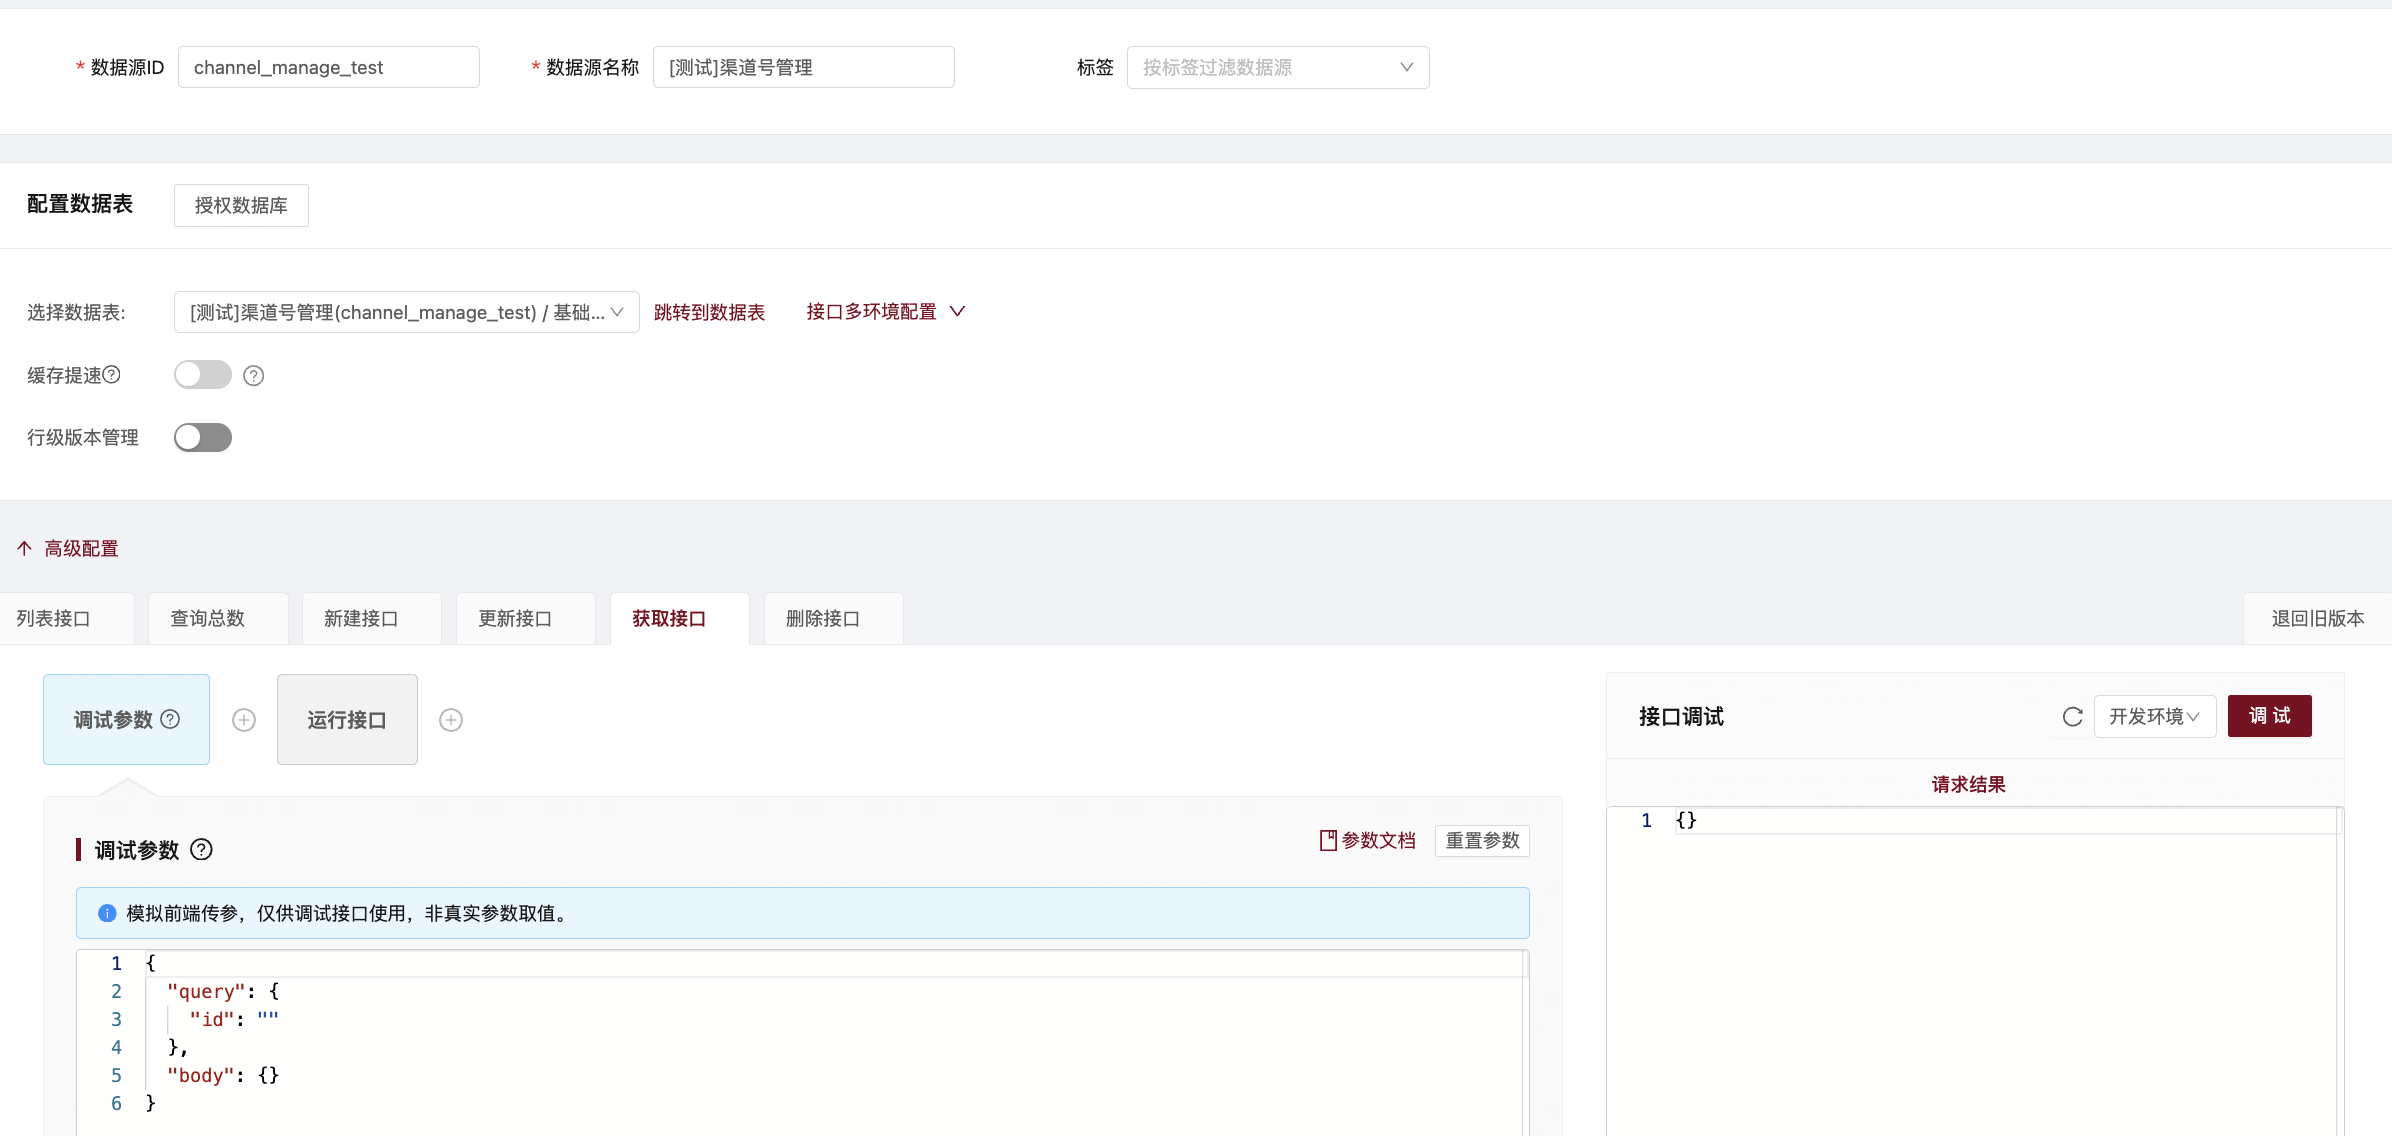 * 数据源ID channel_manage_test * 数据源名称 [测试]渠道号管理 标签 按标签过滤数据源
配置数据表 授权数据库
选择数据表: [测试]渠道号管理(channel_manage_test) / 基础... 跳转到数据表 接口多环境配置
缓存提速
行级版本管理
高级配置
列表接口 查询总数 新建接口 更新接口 获取接口 删除接口 退回旧版本
调试参数 运行接口
接口调试 开发环境 调 试
请求结果
1 {}
调试参数 参数文档 重置参数
模拟前端传参，仅供调试接口使用，非真实参数取值。
1 {
2 "query": {
3 "id": ""
4 },
5 "body": {}
6 }